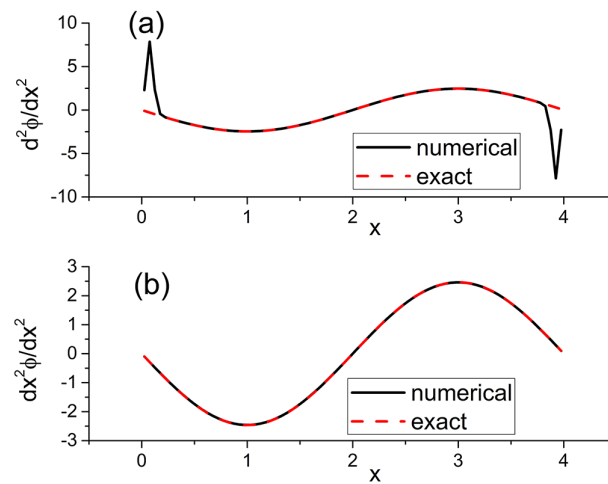 (a)
10
5
0
-5
-10
d²ϕ/dx²
numerical
exact
0 1 2 3 4
x
(b)
3
2
1
0
-1
-2
-3
dx²ϕ/dx²
numerical
exact
0 1 2 3 4
x